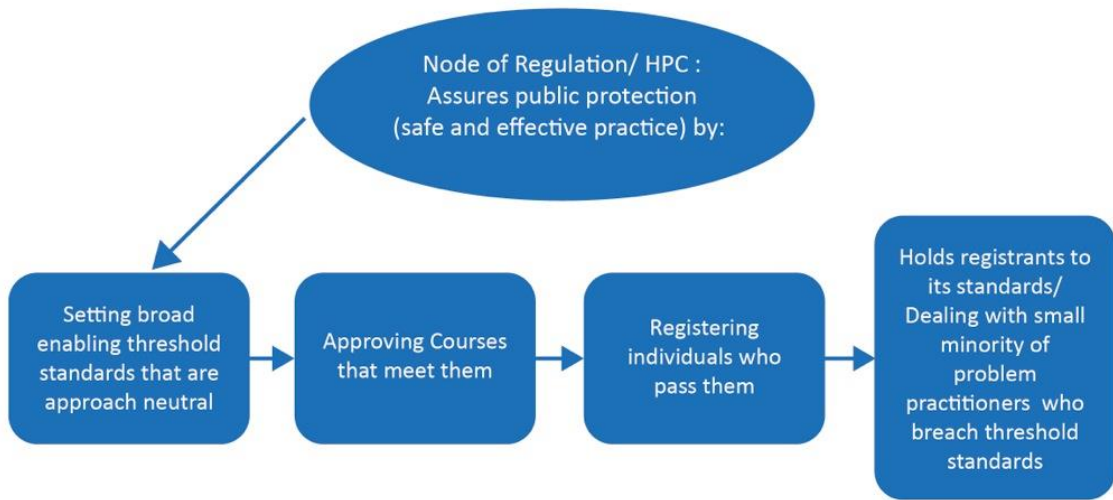 Node of Regulation/ HPC :
Assures public protection
(safe and effective practice) by:
Setting broad
enabling threshold
standards that are
approach neutral
Approving Courses
that meet them
Registering
individuals who
pass them
Holds registrants to
its standards/
Dealing with small
minority of
problem
practitioners who
breach threshold
standards